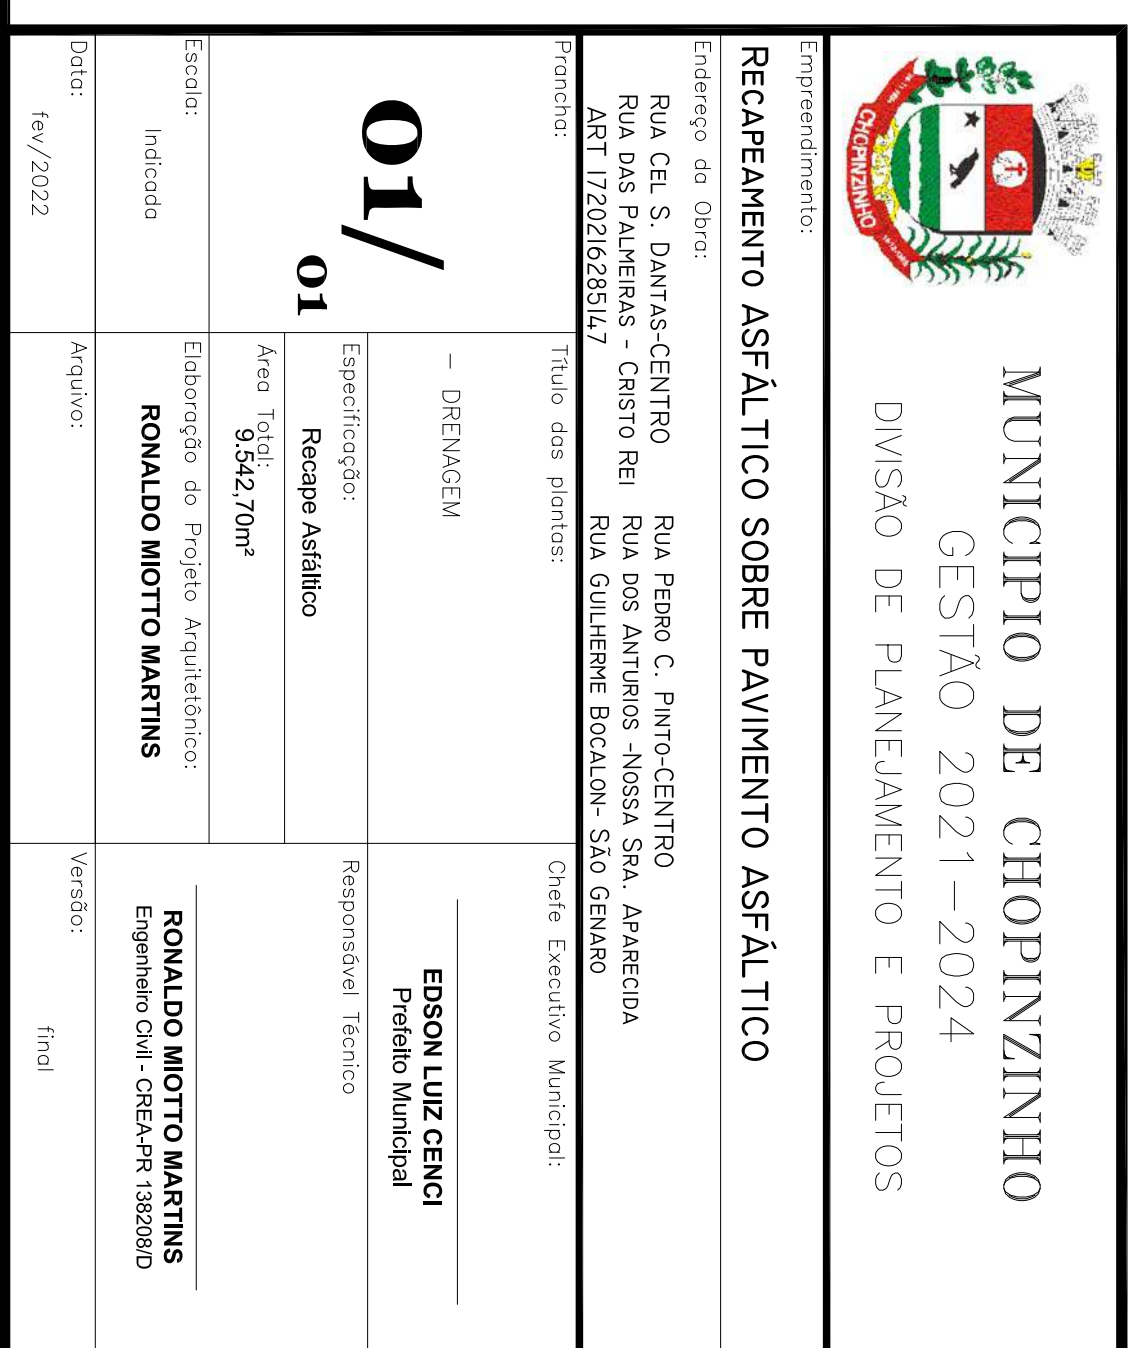 CHOPINZINHO
MUNICIPIO DE CHOPINZINHO
GESTÃO 2021-2024
DIVISÃO DE PLANEJAMENTO E PROJETOS
Empreendimento:
RECAPEAMENTO ASFÁLTICO SOBRE PAVIMENTO ASFÁLTICO
Endereço da Obra:
RUA CEL S. DANTAS-CENTRO
RUA DAS PALMEIRAS - CRISTO REI
ART 1720216285147
RUA PEDRO C. PINTO-CENTRO
RUA DOS ANTURIOS -NOSSA SRA. APARECIDA
RUA GUILHERME BOCALON- SÃO GENARO
Prancha:
01/
01
Título das plantas:
- DRENAGEM
Chefe Executivo Municipal:
EDSON LUIZ CENCI
Prefeito Municipal
Especificação:
Recape Asfáltico
Área Total:
9.542,70m²
Responsável Técnico
RONALDO MIOTTO MARTINS
Engenheiro Civil - CREA-PR 138208/D
Escala:
Indicada
Elaboração do Projeto Arquitetônico:
RONALDO MIOTTO MARTINS
Data:
fev/2022
Arquivo:
Versão:
final